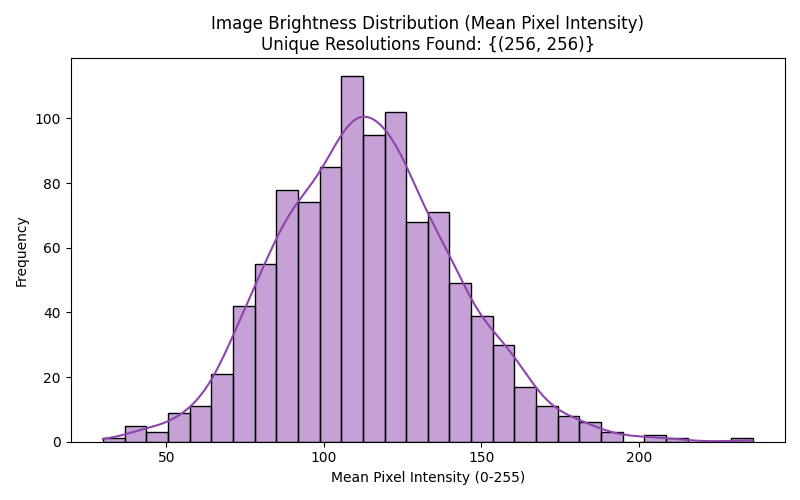 Image Brightness Distribution (Mean Pixel Intensity)
Unique Resolutions Found: {(256, 256)}
Frequency
100
80
60
40
20
0
50 100 150 200
Mean Pixel Intensity (0-255)